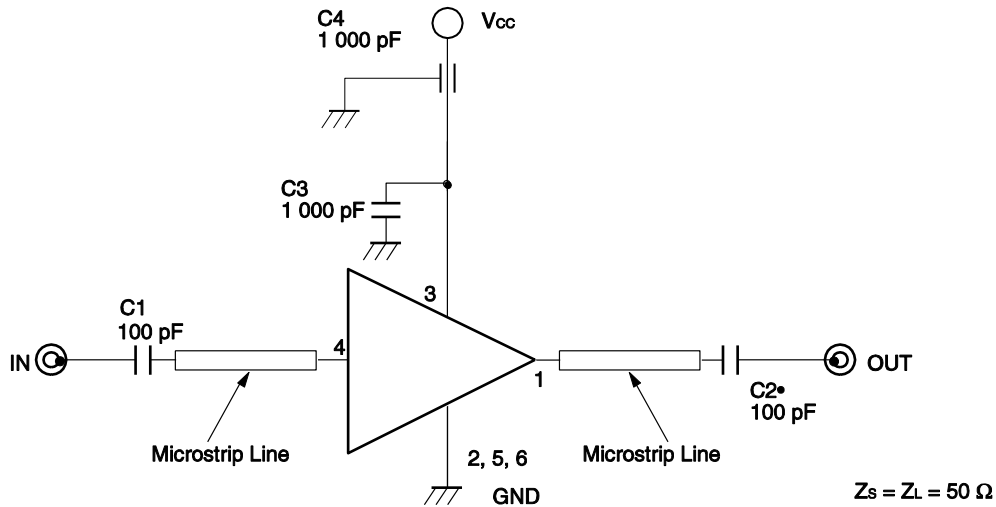 C4
1 000 pF
Vcc
C3
1 000 pF
3
C1
100 pF
IN
4
1
OUT
C2•
100 pF
Microstrip Line
2, 5, 6
GND
Microstrip Line
ZS = ZL = 50 Ω